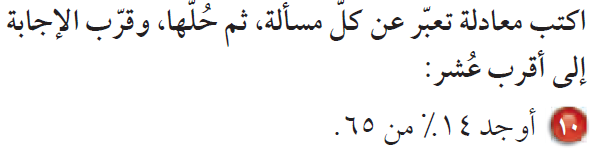 اكتب معادلة تعبّر عن كلّ مسألة، ثم حُلّها، وقرّب الإجابة
إلى أقرب عُشر:
١٠ أوجد ١٤٪ من ٦٥.